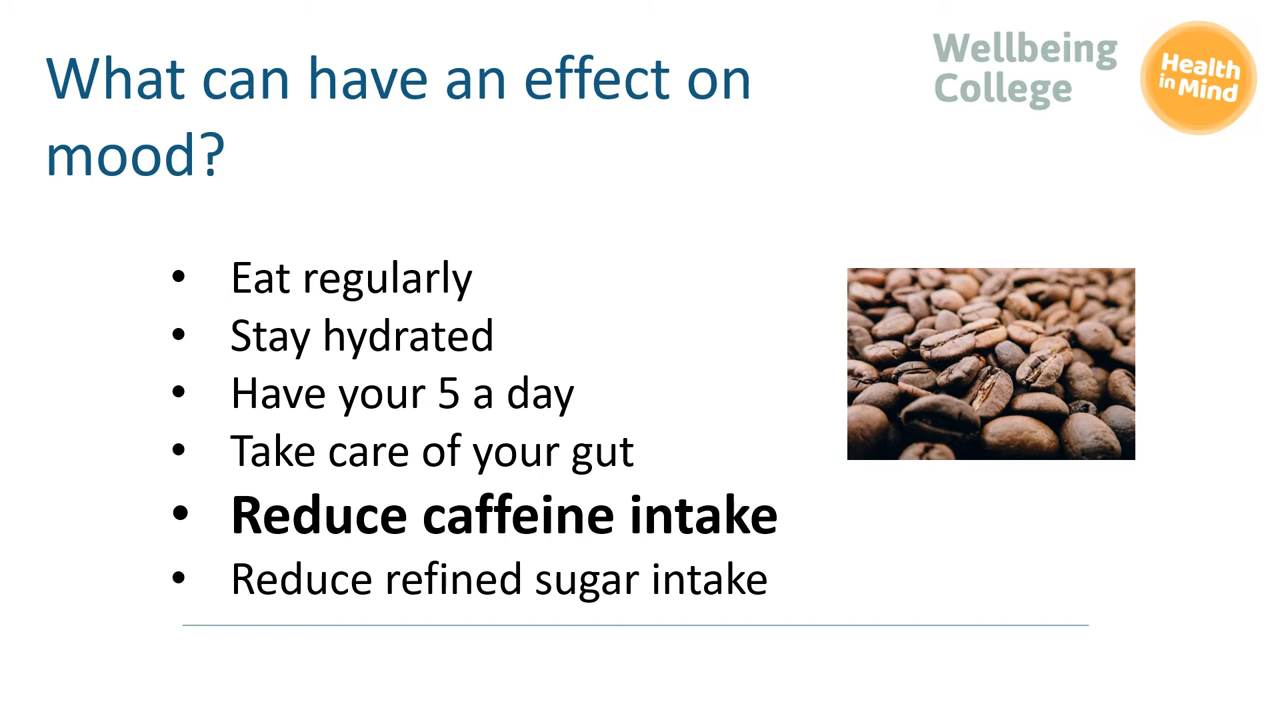 What can have an effect on
mood?
Wellbeing
College
Health
in Mind
• Eat regularly
• Stay hydrated
• Have your 5 a day
• Take care of your gut
• Reduce caffeine intake
• Reduce refined sugar intake